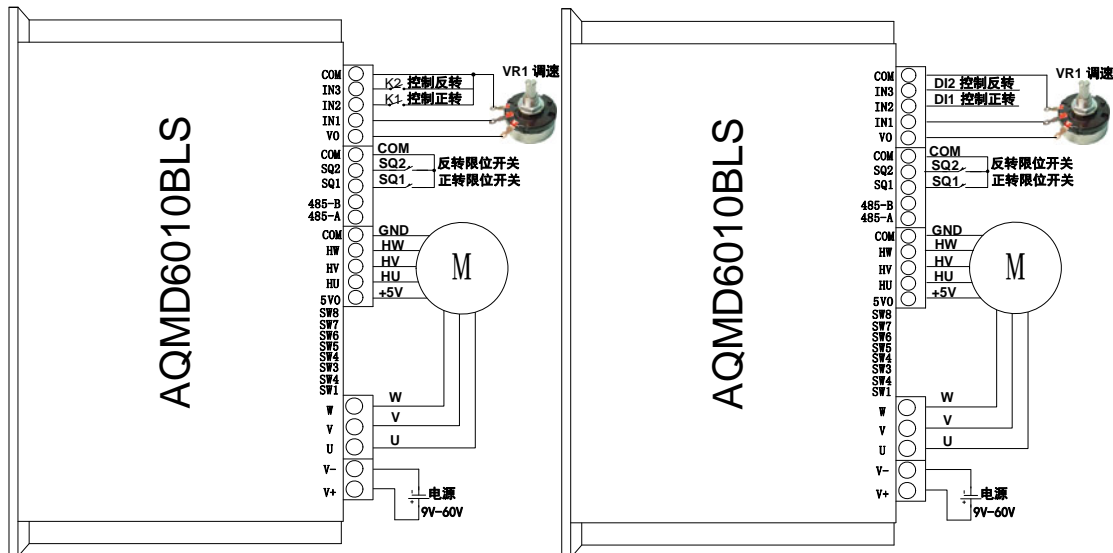 AQMD6010BLS
VR1 调速
COM
IN3 K2 控制反转
IN2 K1 控制正转
IN1
VO
COM COM
SQ2 SQ2 反转限位开关
SQ1 SQ1 正转限位开关
485-B
485-A
COM GND
HW HW
HV HV
HU HU
5VO +5V
M
SW8
SW7
SW6
SW5
SW4
SW3
SW4
SW1
W W
V V
U U
V-
V+ 电源
9V-60V
AQMD6010BLS
VR1 调速
COM
IN3 DI2 控制反转
IN2 DI1 控制正转
IN1
VO
COM COM
SQ2 SQ2 反转限位开关
SQ1 SQ1 正转限位开关
485-B
485-A
COM GND
HW HW
HV HV
HU HU
5VO +5V
M
SW8
SW7
SW6
SW5
SW4
SW3
SW4
SW1
W W
V V
U U
V-
V+ 电源
9V-60V